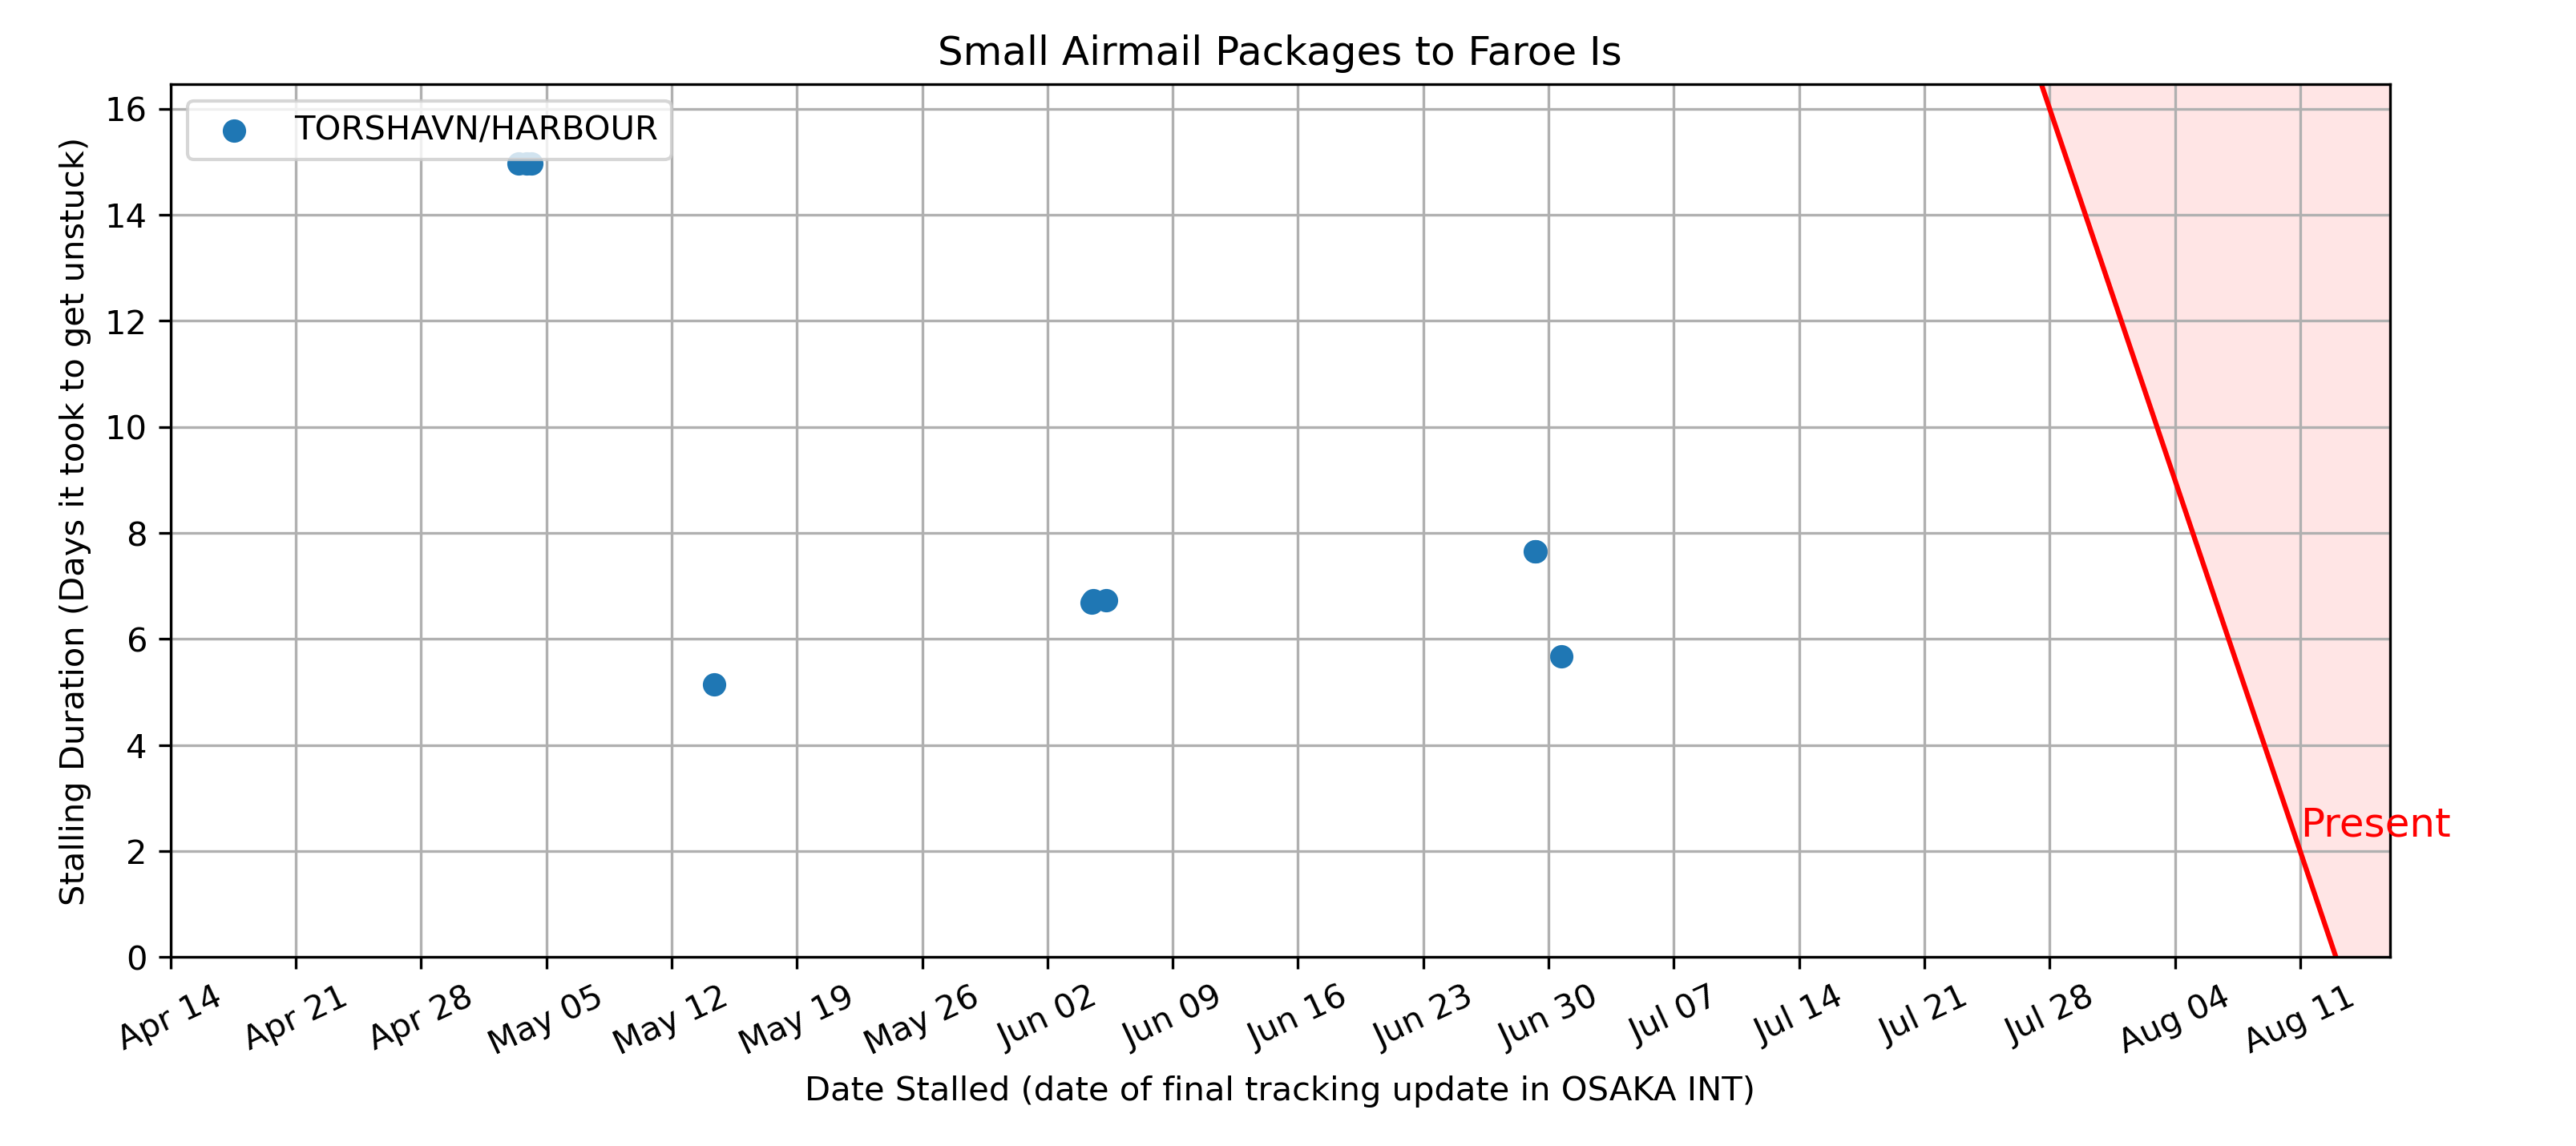 Small Airmail Packages to Faroe Is
TORSHAVN/HARBOUR
Stalling Duration (Days it took to get unstuck)
16
14
12
10
8
6
4
2
0
Present
Apr 14 Apr 21 Apr 28 May 05 May 12 May 19 May 26 Jun 02 Jun 09 Jun 16 Jun 23 Jun 30 Jul 07 Jul 14 Jul 21 Jul 28 Aug 04 Aug 11
Date Stalled (date of final tracking update in OSAKA INT)